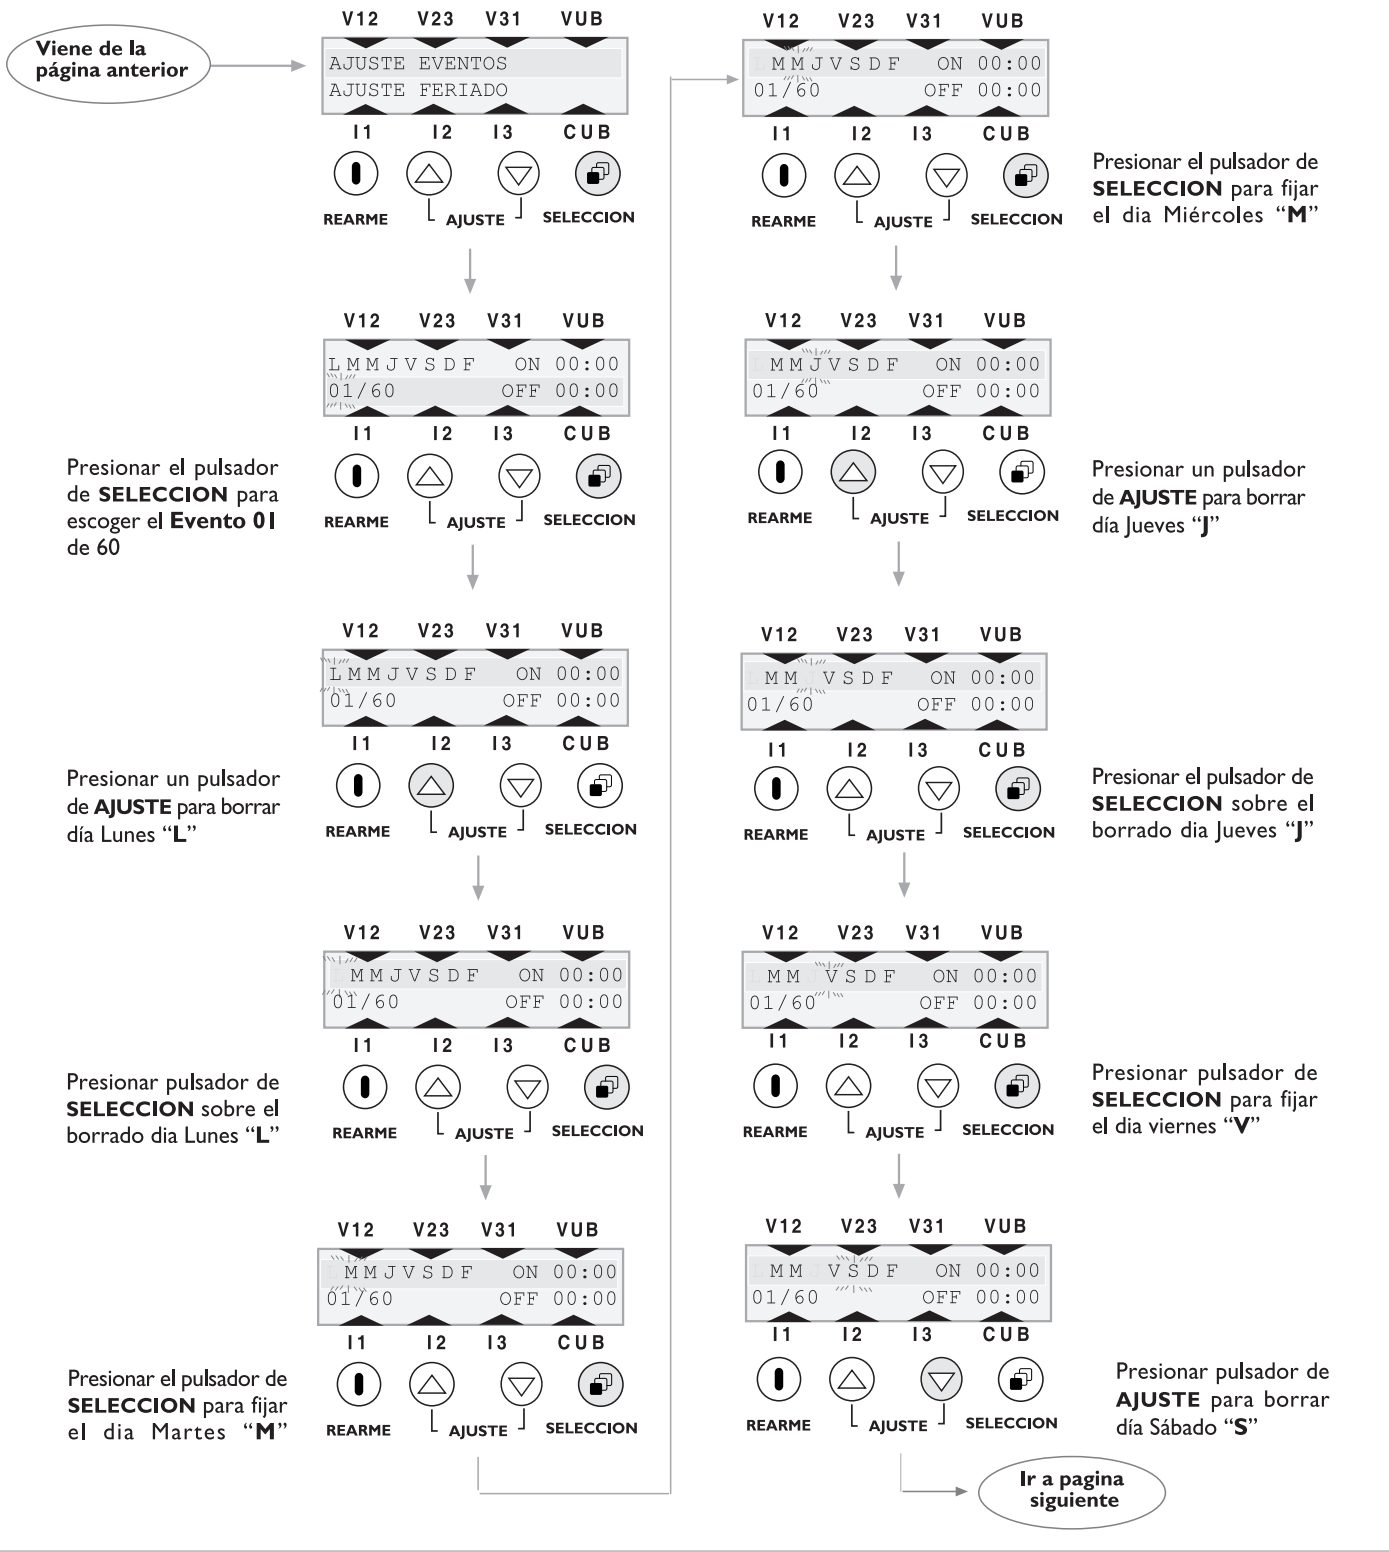 Viene de la
página anterior
V12 V23 V31 VUB
AJUSTE EVENTOS
AJUSTE FERIADO
I1 I2 I3 CUB
REARME AJUSTE SELECCION
V12 V23 V31 VUB
LMMJVSDF ON 00:00
01/60 OFF 00:00
I1 I2 I3 CUB
REARME AJUSTE SELECCION
Presionar el pulsador
de SELECCION para
escoger el Evento 01
de 60
V12 V23 V31 VUB
LMMJVSDF ON 00:00
01/60 OFF 00:00
I1 I2 I3 CUB
REARME AJUSTE SELECCION
Presionar un pulsador
de AJUSTE para borrar
día Lunes “L”
V12 V23 V31 VUB
MMJVSDF ON 00:00
01/60 OFF 00:00
I1 I2 I3 CUB
REARME AJUSTE SELECCION
Presionar pulsador de
SELECCION sobre el
borrado dia Lunes “L”
V12 V23 V31 VUB
L MMJVSDF ON 00:00
01/60 OFF 00:00
I1 I2 I3 CUB
REARME AJUSTE SELECCION
Presionar el pulsador de
SELECCION para fijar
el dia Martes “M”
V12 V23 V31 VUB
L MMJVSDF ON 00:00
01/60 OFF 00:00
I1 I2 I3 CUB
REARME AJUSTE SELECCION
Presionar el pulsador de
SELECCION para fijar
el dia Miércoles “M”
V12 V23 V31 VUB
L MMJVSDF ON 00:00
01/60 OFF 00:00
I1 I2 I3 CUB
REARME AJUSTE SELECCION
Presionar un pulsador
de AJUSTE para borrar
día Jueves “J”
V12 V23 V31 VUB
L MMJVSDF ON 00:00
01/60 OFF 00:00
I1 I2 I3 CUB
REARME AJUSTE SELECCION
Presionar el pulsador de
SELECCION sobre el
borrado dia Jueves “J”
V12 V23 V31 VUB
L MMJVSDF ON 00:00
01/60 OFF 00:00
I1 I2 I3 CUB
REARME AJUSTE SELECCION
Presionar pulsador de
SELECCION para fijar
el dia viernes “V”
V12 V23 V31 VUB
L MMJVSDF ON 00:00
01/60 OFF 00:00
I1 I2 I3 CUB
REARME AJUSTE SELECCION
Presionar pulsador de
AJUSTE para borrar
día Sábado “S”
Ir a pagina
siguiente